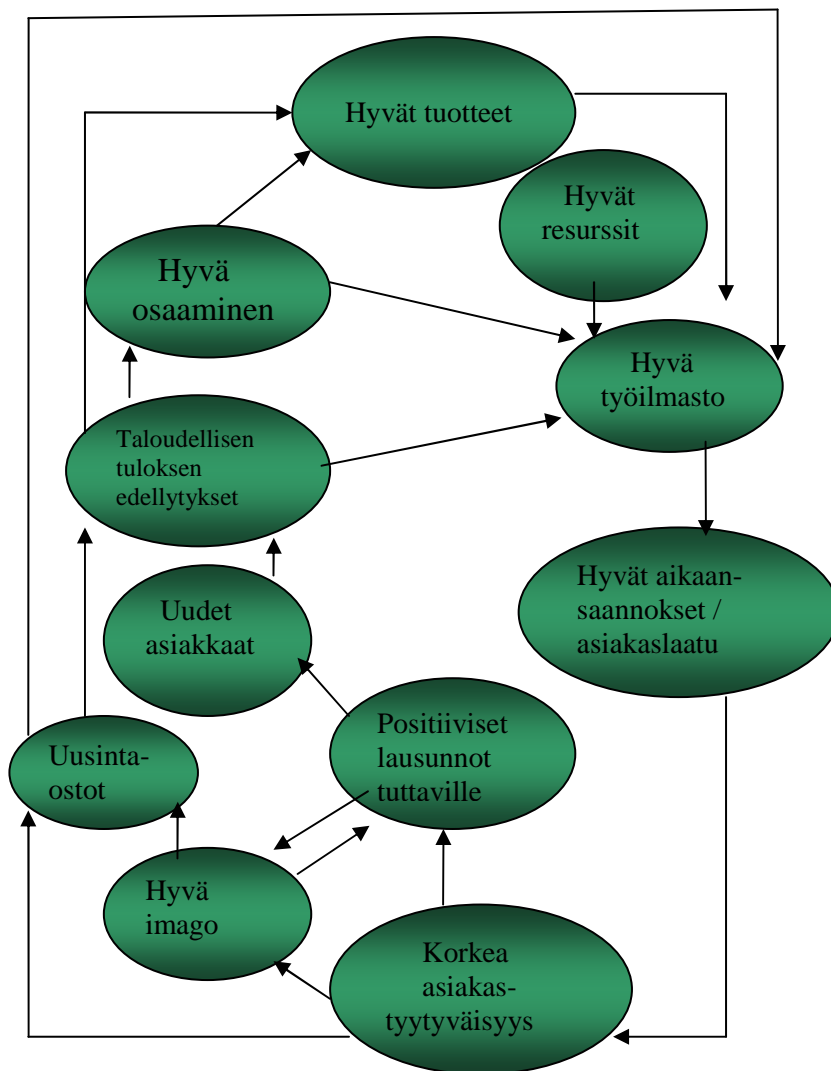 Hyvät tuotteet
Hyvät
resurssit
Hyvä
osaaminen
Hyvä
työilmasto
Taloudellisen
tuloksen
edellytykset
Hyvät aikaan-
saannokset /
asiakaslaatu
Uudet
asiakkaat
Positiiviset
lausunnot
tuttaville
Uusinta-
ostot
Hyvä
imago
Korkea
asiakas-
tyytyväisyys